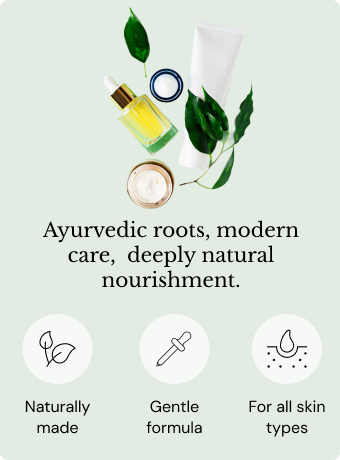 Ayurvedic roots, modern
care,  deeply natural
nourishment.
Naturally
made
Gentle
formula
For all skin
types